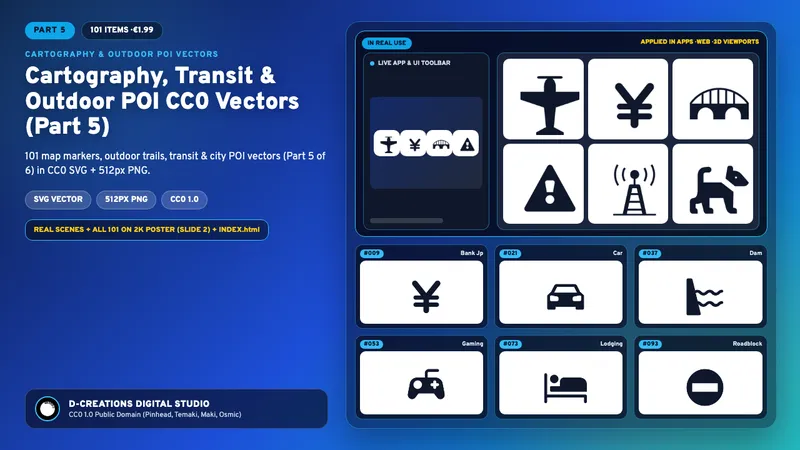 PART 5
101 ITEMS ·€1.99
CARTOGRAPHY & OUTDOOR POI VECTORS
Cartography, Transit &
Outdoor POI CC0 Vectors
(Part 5)
101 map markers, outdoor trails, transit & city POI vectors (Part 5 of
6) in CC0 SVG + 512px PNG.
SVG VECTOR
512PX PNG
CC0 1.0
REAL SCENES + ALL 101 ON 2K POSTER (SLIDE 2) + INDEX.html
D-CREATIONS DIGITAL STUDIO
CC0 1.0 Public Domain (Pinhead, Temaki, Maki, Osmic)
IN REAL USE
APPLIED IN APPS ·WEB ·3D VIEWPORTS
LIVE APP & UI TOOLBAR
#009
Bank Jp
#021
Car
#037
Dam
#053
Gaming
#073
Lodging
#093
Roadblock